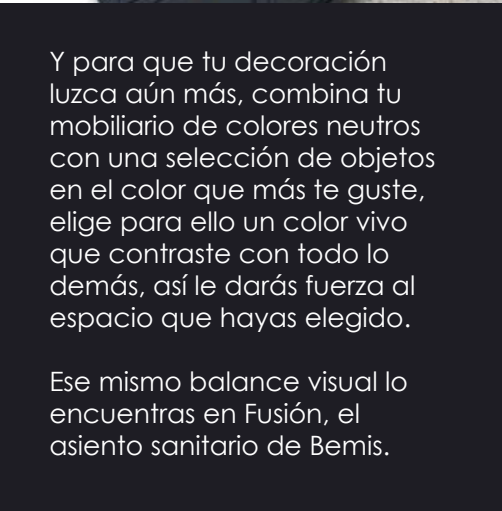 Y para que tu decoración
luzca aún más, combina tu
mobiliario de colores neutros
con una selección de objetos
en el color que más te guste,
elige para ello un color vivo
que contraste con todo lo
demás, así le darás fuerza al
espacio que hayas elegido.
Ese mismo balance visual lo
encuentras en Fusión, el
asiento sanitario de Bemis.